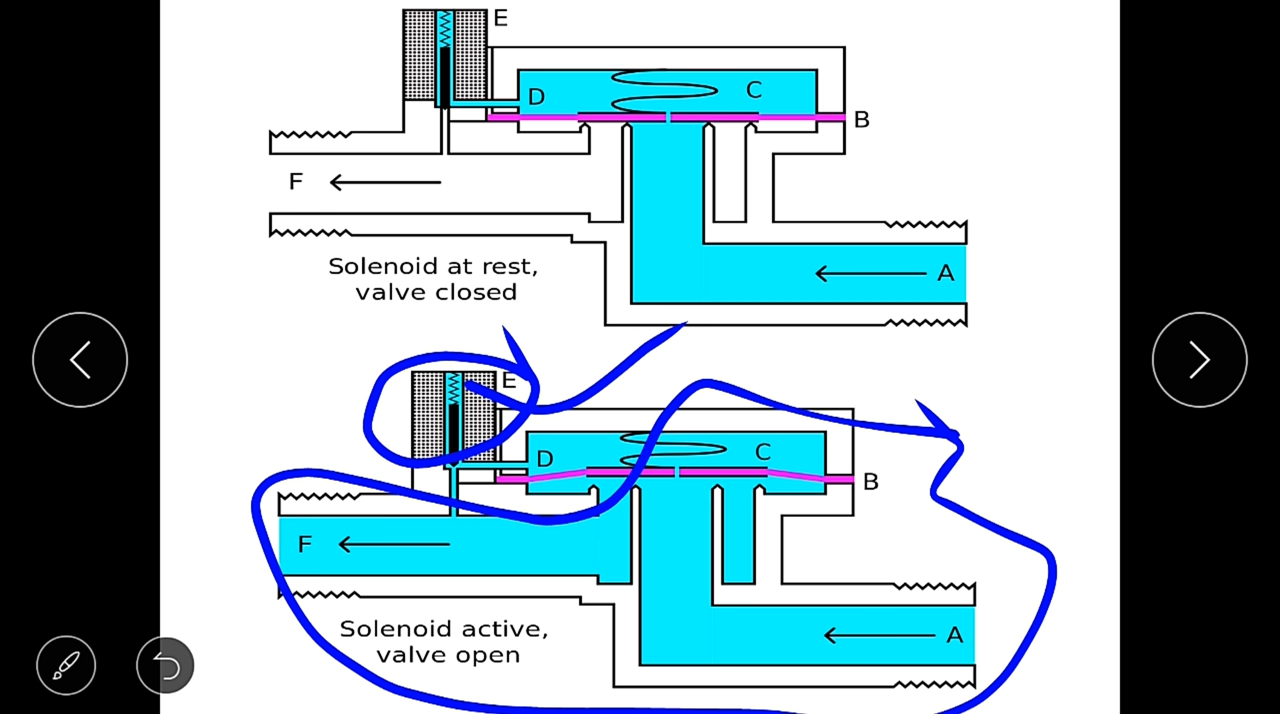 E
D
C
B
F
A
Solenoid at rest,
valve closed
E
D
C
B
F
A
Solenoid active,
valve open